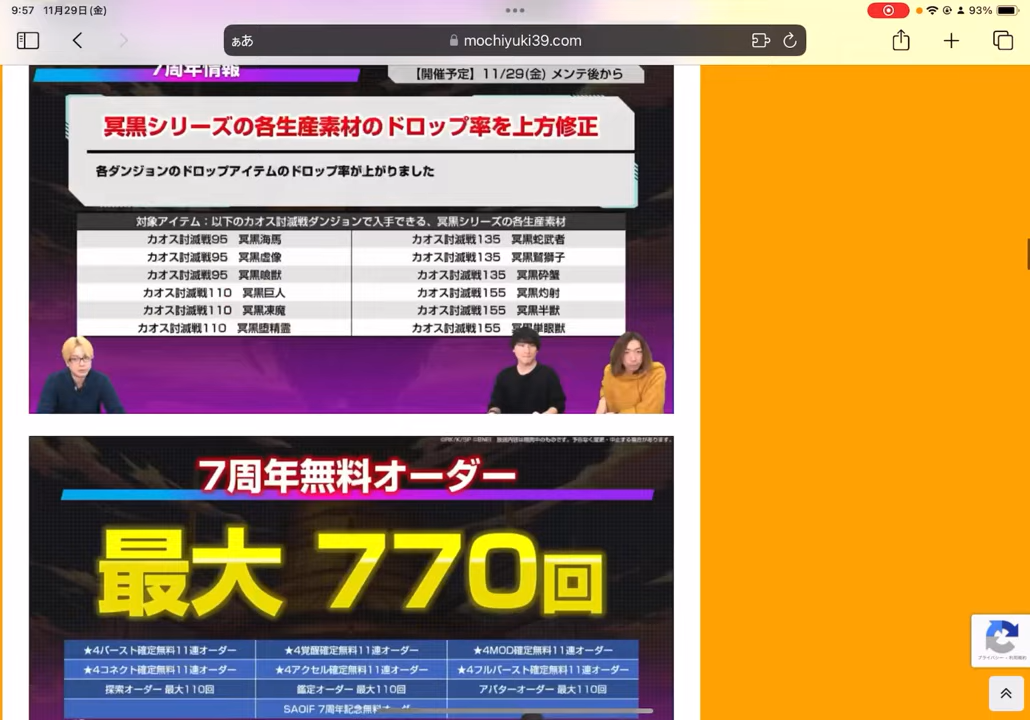 9:57 11月29日(金)
93%
ぁあ
mochiyuki39.com
7周年情報
【開催予定】11/29(金) メンテ後から
冥黒シリーズの各生産素材のドロップ率を上方修正
各ダンジョンのドロップアイテムのドロップ率が上がりました
対象アイテム：以下のカオス討滅戦ダンジョンで入手できる、冥黒シリーズの各生産素材
カオス討滅戦95 冥黒海馬
カオス討滅戦135 冥黒蛇武者
カオス討滅戦95 冥黒虚像
カオス討滅戦135 冥黒鷲獅子
カオス討滅戦95 冥黒喰獣
カオス討滅戦135 冥黒砕蟹
カオス討滅戦110 冥黒巨人
カオス討滅戦155 冥黒灼射
カオス討滅戦110 冥黒凍魔
カオス討滅戦155 冥黒半獣
カオス討滅戦110 冥黒堕精霊
カオス討滅戦155 冥黒単眼獣
7周年無料オーダー
最大 770回
★4バースト確定無料11連オーダー
★4覚醒確定無料11連オーダー
★4MOD確定無料11連オーダー
★4コネクト確定無料11連オーダー
★4アクセル確定無料11連オーダー
★4フルバースト確定無料11連オーダー
探索オーダー 最大110回
鑑定オーダー 最大110回
アバターオーダー 最大110回
SAOIF 7周年記念無料オーダー
プライバシー - 利用規約